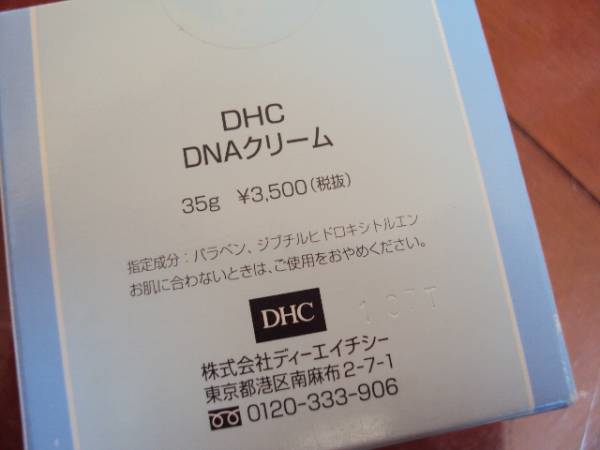 DHC
DNAクリーム
35g ¥3,500(税抜)
指定成分:パラベン、ジブチルヒドロキシトルエン
お肌に合わないときは、ご使用をおやめください。
DHC
株式会社ディーエイチシー
東京都港区南麻布2-7-1
0120-333-906